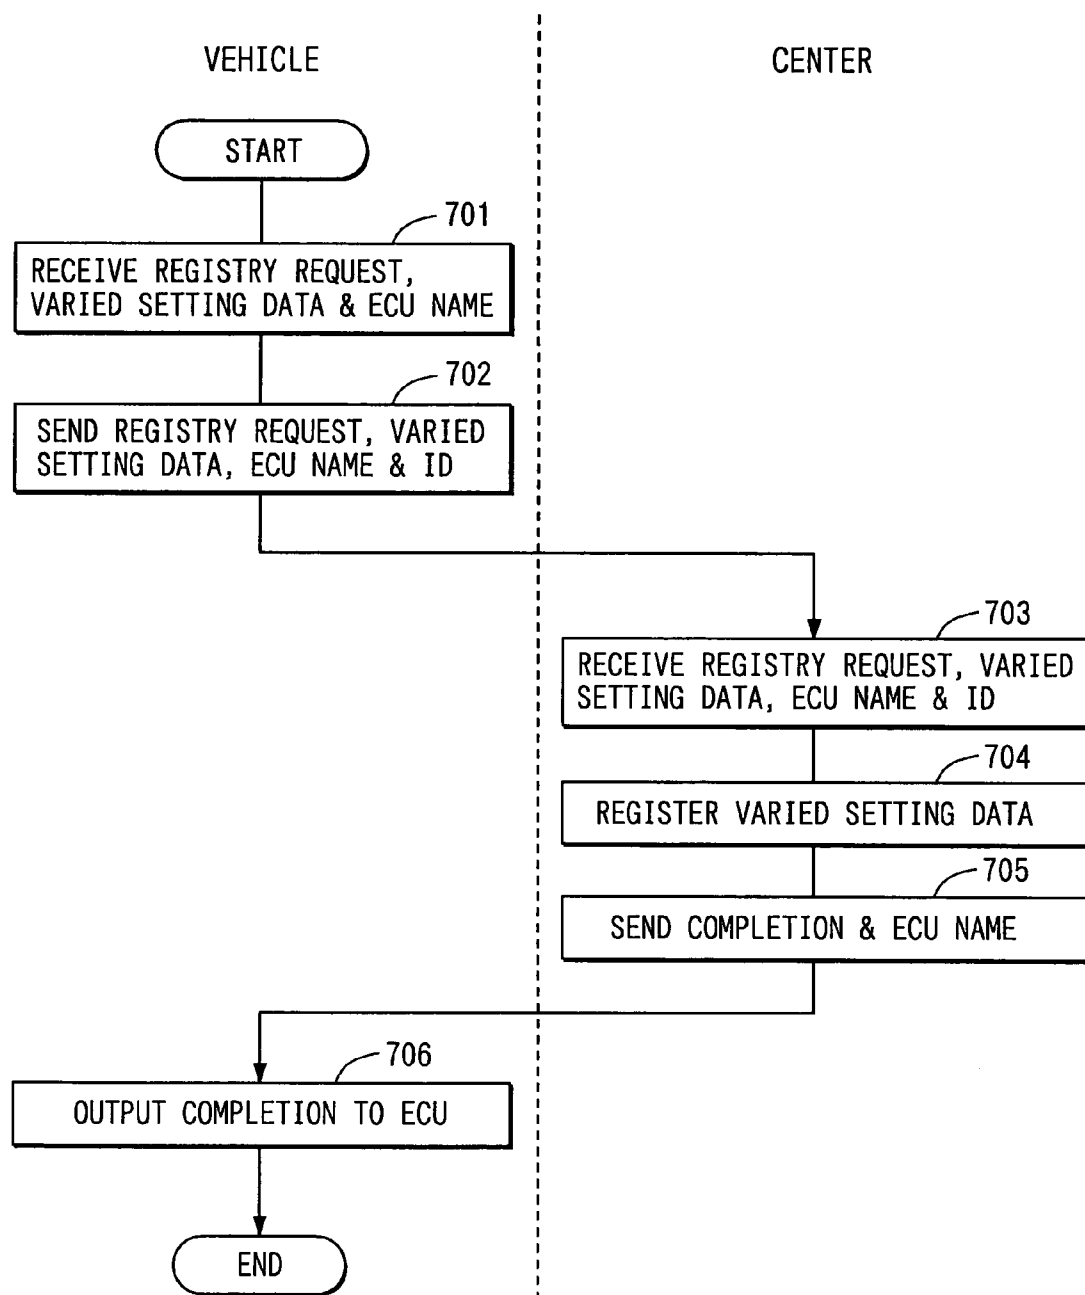 VEHICLE
CENTER
START
701
RECEIVE REGISTRY REQUEST,
VARIED SETTING DATA & ECU NAME
702
SEND REGISTRY REQUEST, VARIED
SETTING DATA, ECU NAME & ID
703
RECEIVE REGISTRY REQUEST, VARIED
SETTING DATA, ECU NAME & ID
704
REGISTER VARIED SETTING DATA
705
SEND COMPLETION & ECU NAME
706
OUTPUT COMPLETION TO ECU
END